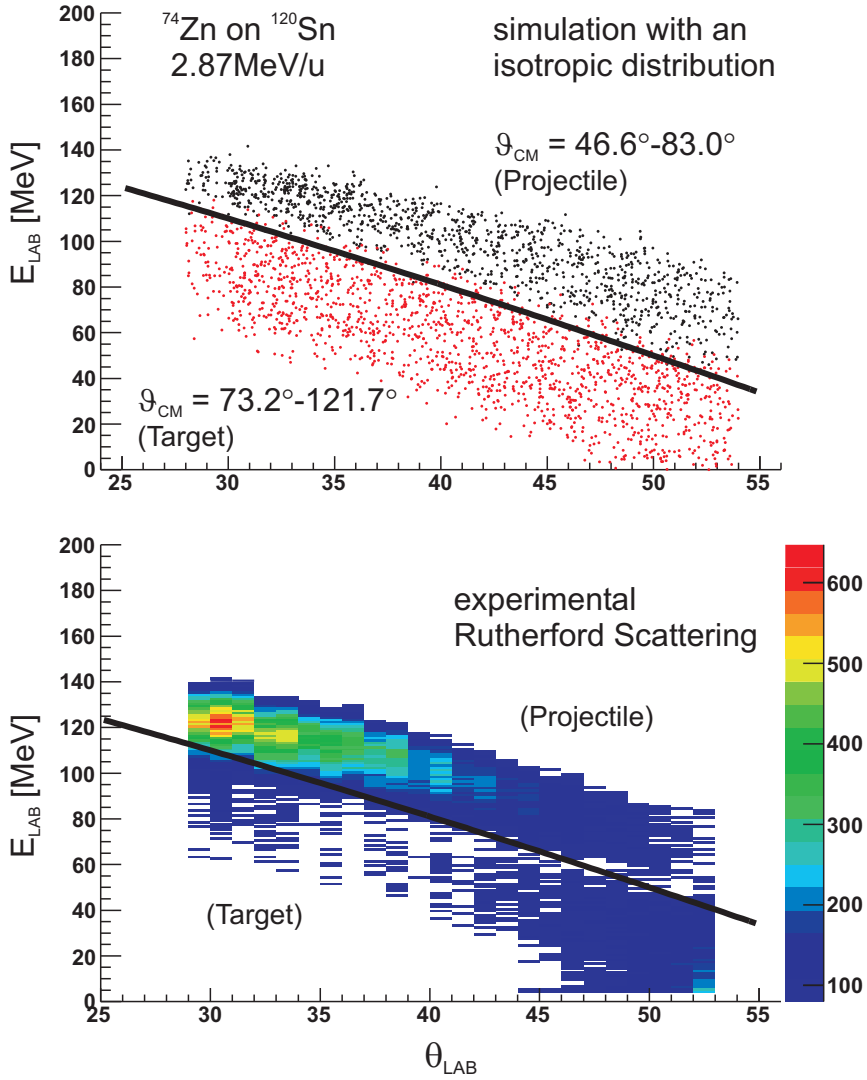 200
180
160
140
120
100
80
60
40
20
0
E_LAB [MeV]
⁷⁴Zn on ¹²⁰Sn
2.87MeV/u
simulation with an
isotropic distribution
ϑ_CM = 46.6°-83.0°
(Projectile)
ϑ_CM = 73.2°-121.7°
(Target)
25 30 35 40 45 50 55
200
180
160
140
120
100
80
60
40
20
0
E_LAB [MeV]
experimental
Rutherford Scattering
(Projectile)
(Target)
600
500
400
300
200
100
25 30 35 40 45 50 55
θ_LAB